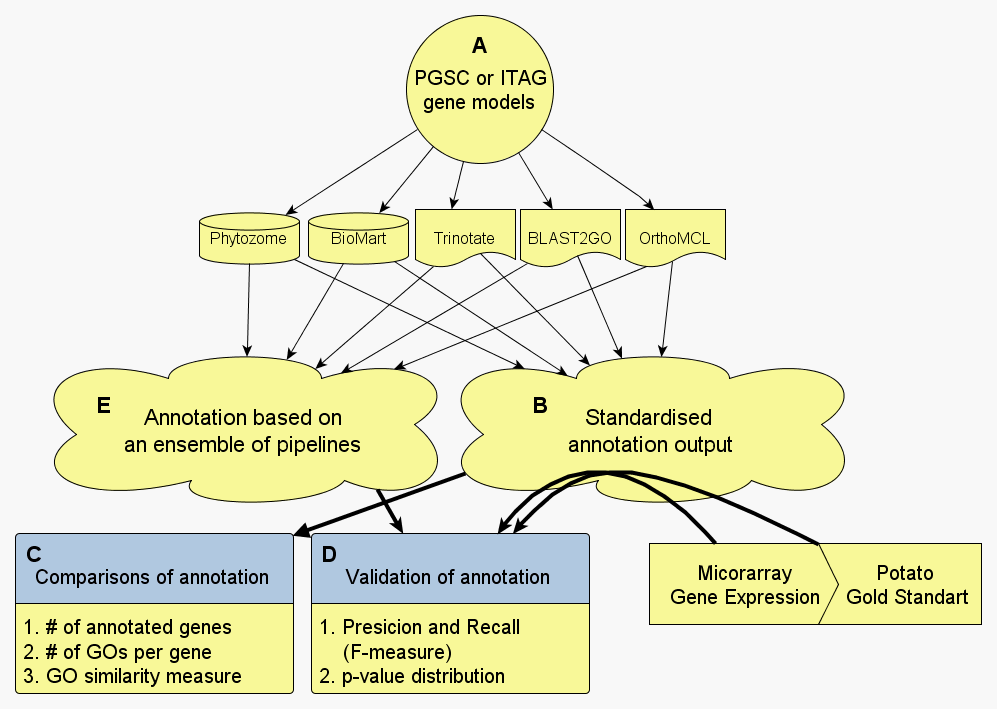 A
PGSC or ITAG
gene models
Phytozome
BioMart
Trinotate
BLAST2GO
OrthoMCL
E
Annotation based on
an ensemble of pipelines
B
Standardised
annotation output
C
Comparisons of annotation
1. # of annotated genes
2. # of GOs per gene
3. GO similarity measure
D
Validation of annotation
1. Presicion and Recall
(F-measure)
2. p-value distribution
Micorarray
Gene Expression
Potato
Gold Standart